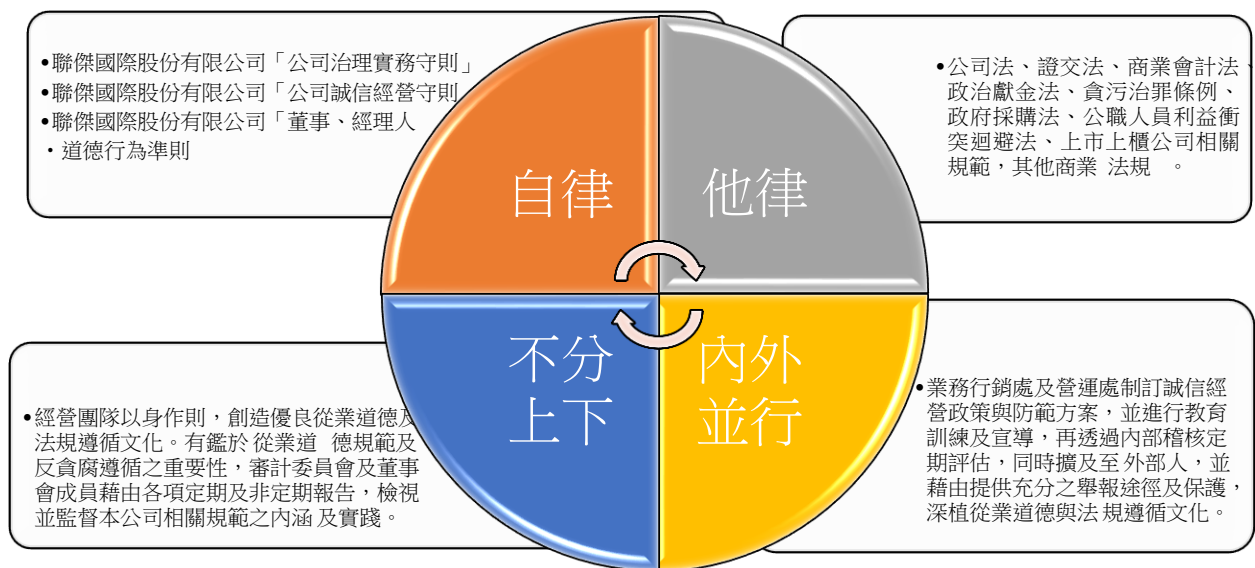 •聯傑國際股份有限公司「公司治理實務守則」
•聯傑國際股份有限公司「公司誠信經營守則
•聯傑國際股份有限公司「董事、經理人
・道德行為準則
•公司法、證交法、商業會計法、
政治獻金法、貪污治罪條例、
政府採購法、公職人員利益衝
突迴避法、上市上櫃公司相關
規範，其他商業 法規 。
自律
他律
不分
上下
內外
並行
•經營團隊以身作則，創造優良從業道德及
法規遵循文化。有鑑於 從業道 德規範及
反貪腐遵循之重要性，審計委員會及董事
會成員藉由各項定期及非定期報告，檢視
並監督本公司相關規範之內涵 及實踐。
•業務行銷處及營運處制訂誠信經
營政策與防範方案，並進行教育
訓練及宣導，再透過內部稽核定
期評估，同時擴及至 外部人，並
藉由提供充分之舉報途徑及保護，
深植從業道德與法 規遵循文化。